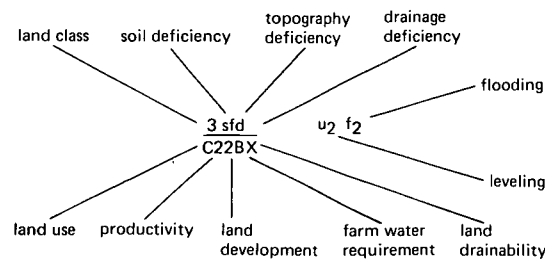 land class
soil deficiency
topography
deficiency
drainage
deficiency
flooding
3 sfd
u2 f2
C22BX
leveling
land use
productivity
land
development
farm water
requirement
land
drainability